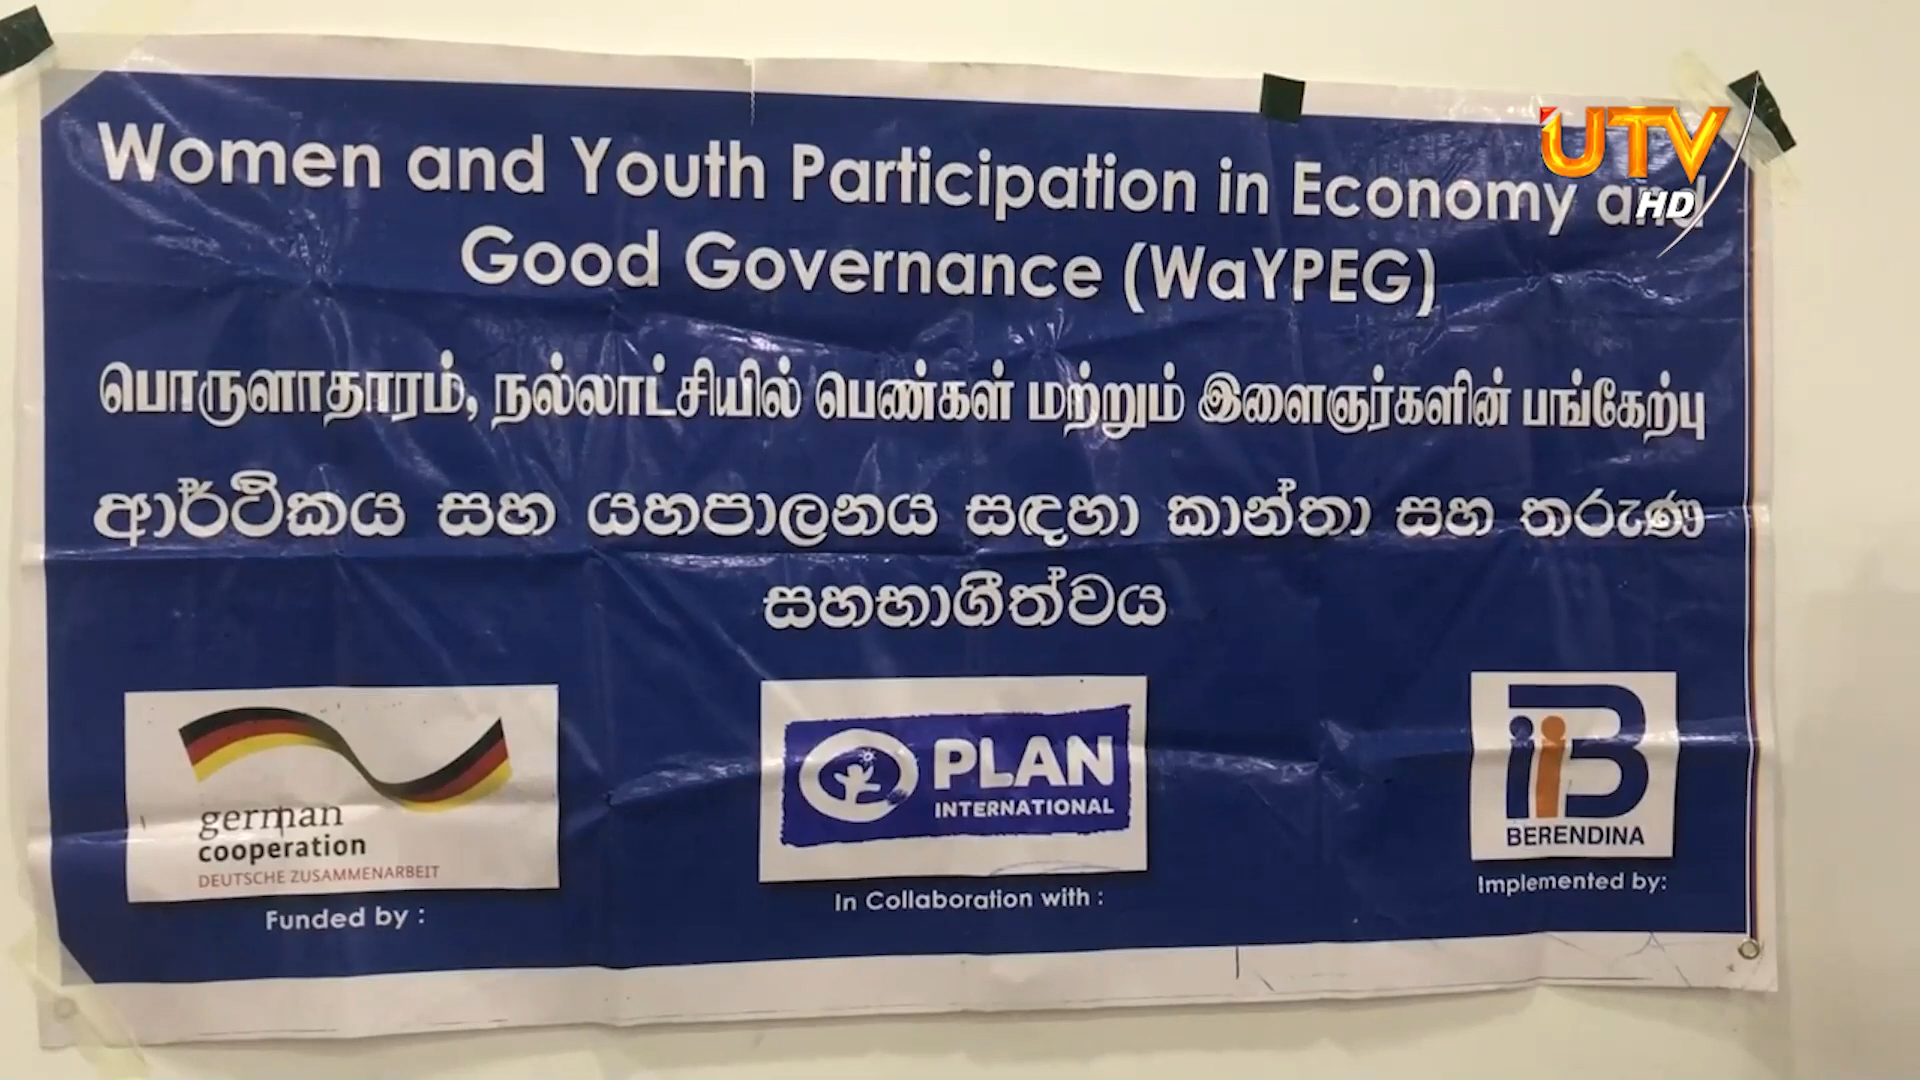 Women and Youth Participation in Economy and
Good Governance (WaYPEG)
பொருளாதாரம், நல்லாட்சியில் பெண்கள் மற்றும் இளைஞர்களின் பங்கேற்பு
ආර්ථිකය සහ යහපාලනය සඳහා කාන්තා සහ තරුණ
සහභාගීත්වය
german
cooperation
DEUTSCHE ZUSAMMENARBEIT
Funded by :
PLAN
INTERNATIONAL
In Collaboration with :
B
BERENDINA
Implemented by:
UTV
HD